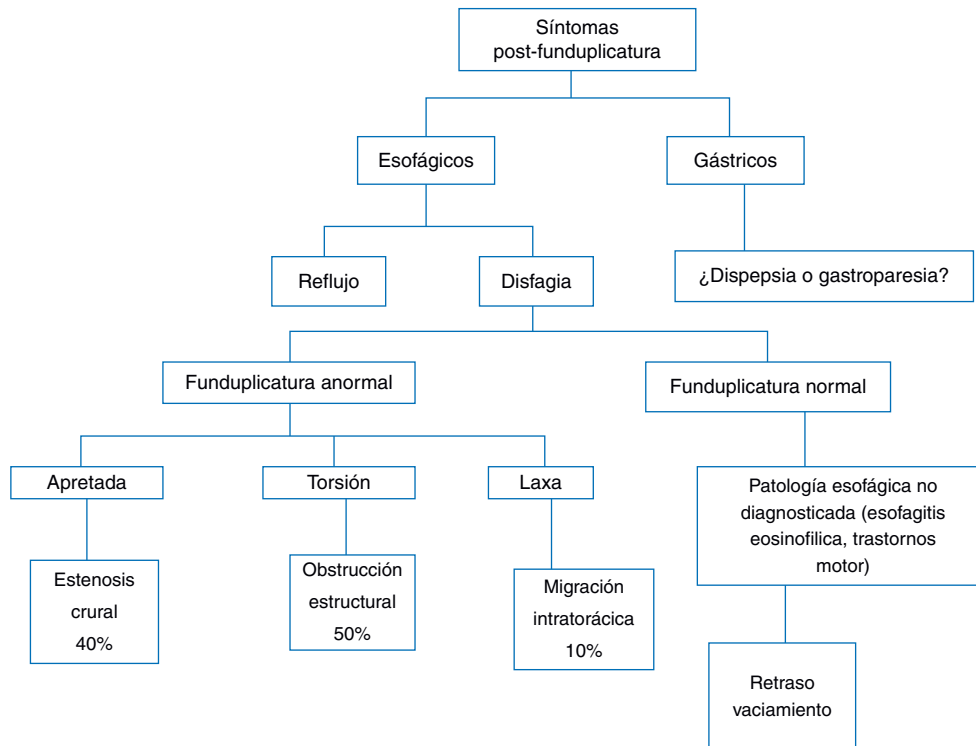 Síntomas
post-funduplicatura
Esofágicos
Gástricos
Reflujo
Disfagia
¿Dispepsia o gastroparesia?
Funduplicatura anormal
Funduplicatura normal
Apretada
Torsión
Laxa
Patología esofágica no
diagnosticada (esofagitis
eosinofilica, trastornos
motor)
Estenosis
crural
40%
Obstrucción
estructural
50%
Migración
intratorácica
10%
Retraso
vaciamiento